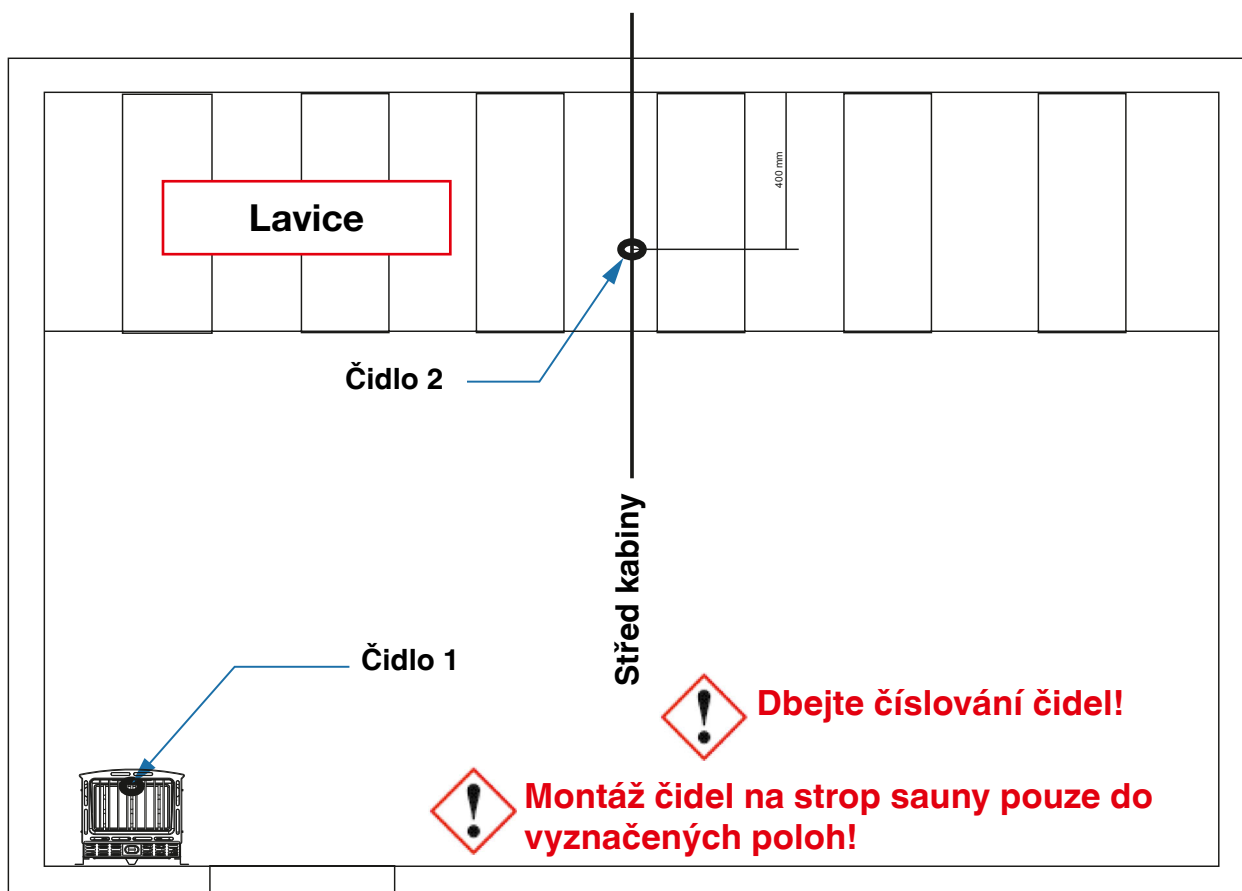 400 mm
Lavice
Čidlo 2
Střed kabiny
Čidlo 1
Dbejte číslování čidel!
Montáž čidel na strop sauny pouze do
vyznačených poloh!